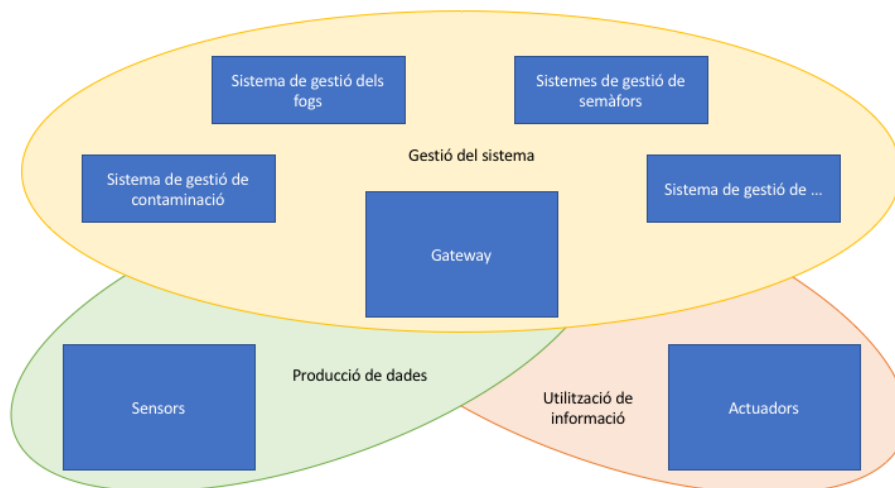 Sistema de gestió dels
fogs
Sistemes de gestió de
semàfors
Gestió del sistema
Sistema de gestió de
contaminació
Sistema de gestió de ...
Gateway
Sensors
Producció de dades
Utilització de
informació
Actuadors